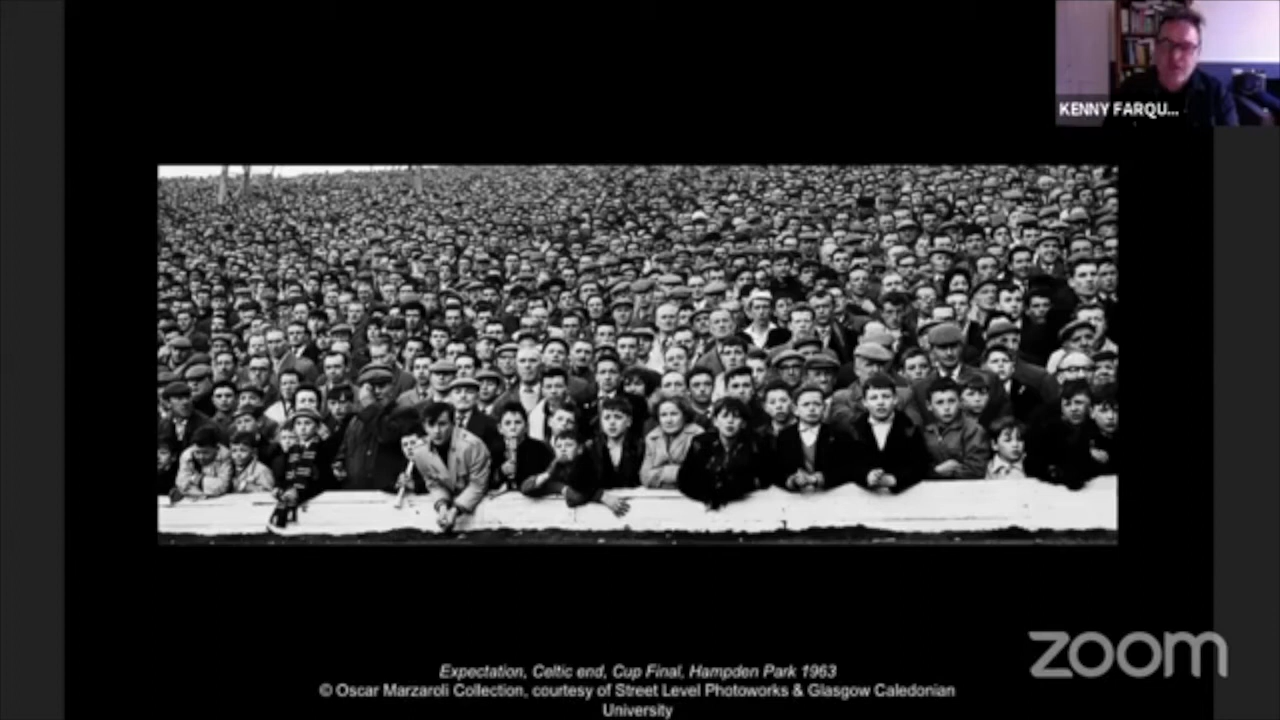 KENNY FARQU...
zoom
Expectation, Celtic end, Cup Final, Hampden Park 1963
© Oscar Marzaroli Collection, courtesy of Street Level Photoworks & Glasgow Caledonian
University